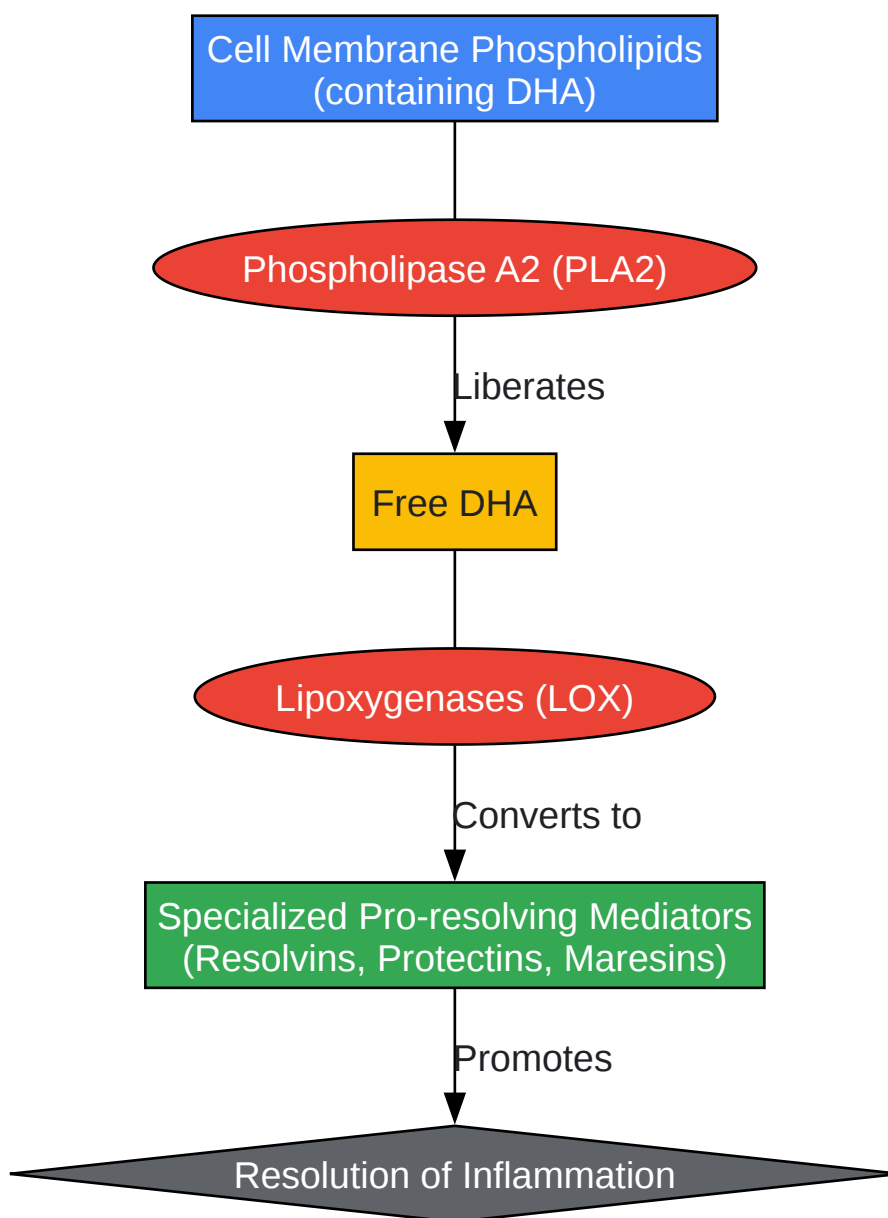 Cell Membrane Phospholipids
(containing DHA)
Phospholipase A2 (PLA2)
Liberates
Free DHA
Lipoxygenases (LOX)
Converts to
Specialized Pro-resolving Mediators
(Resolvins, Protectins, Maresins)
Promotes
Resolution of Inflammation